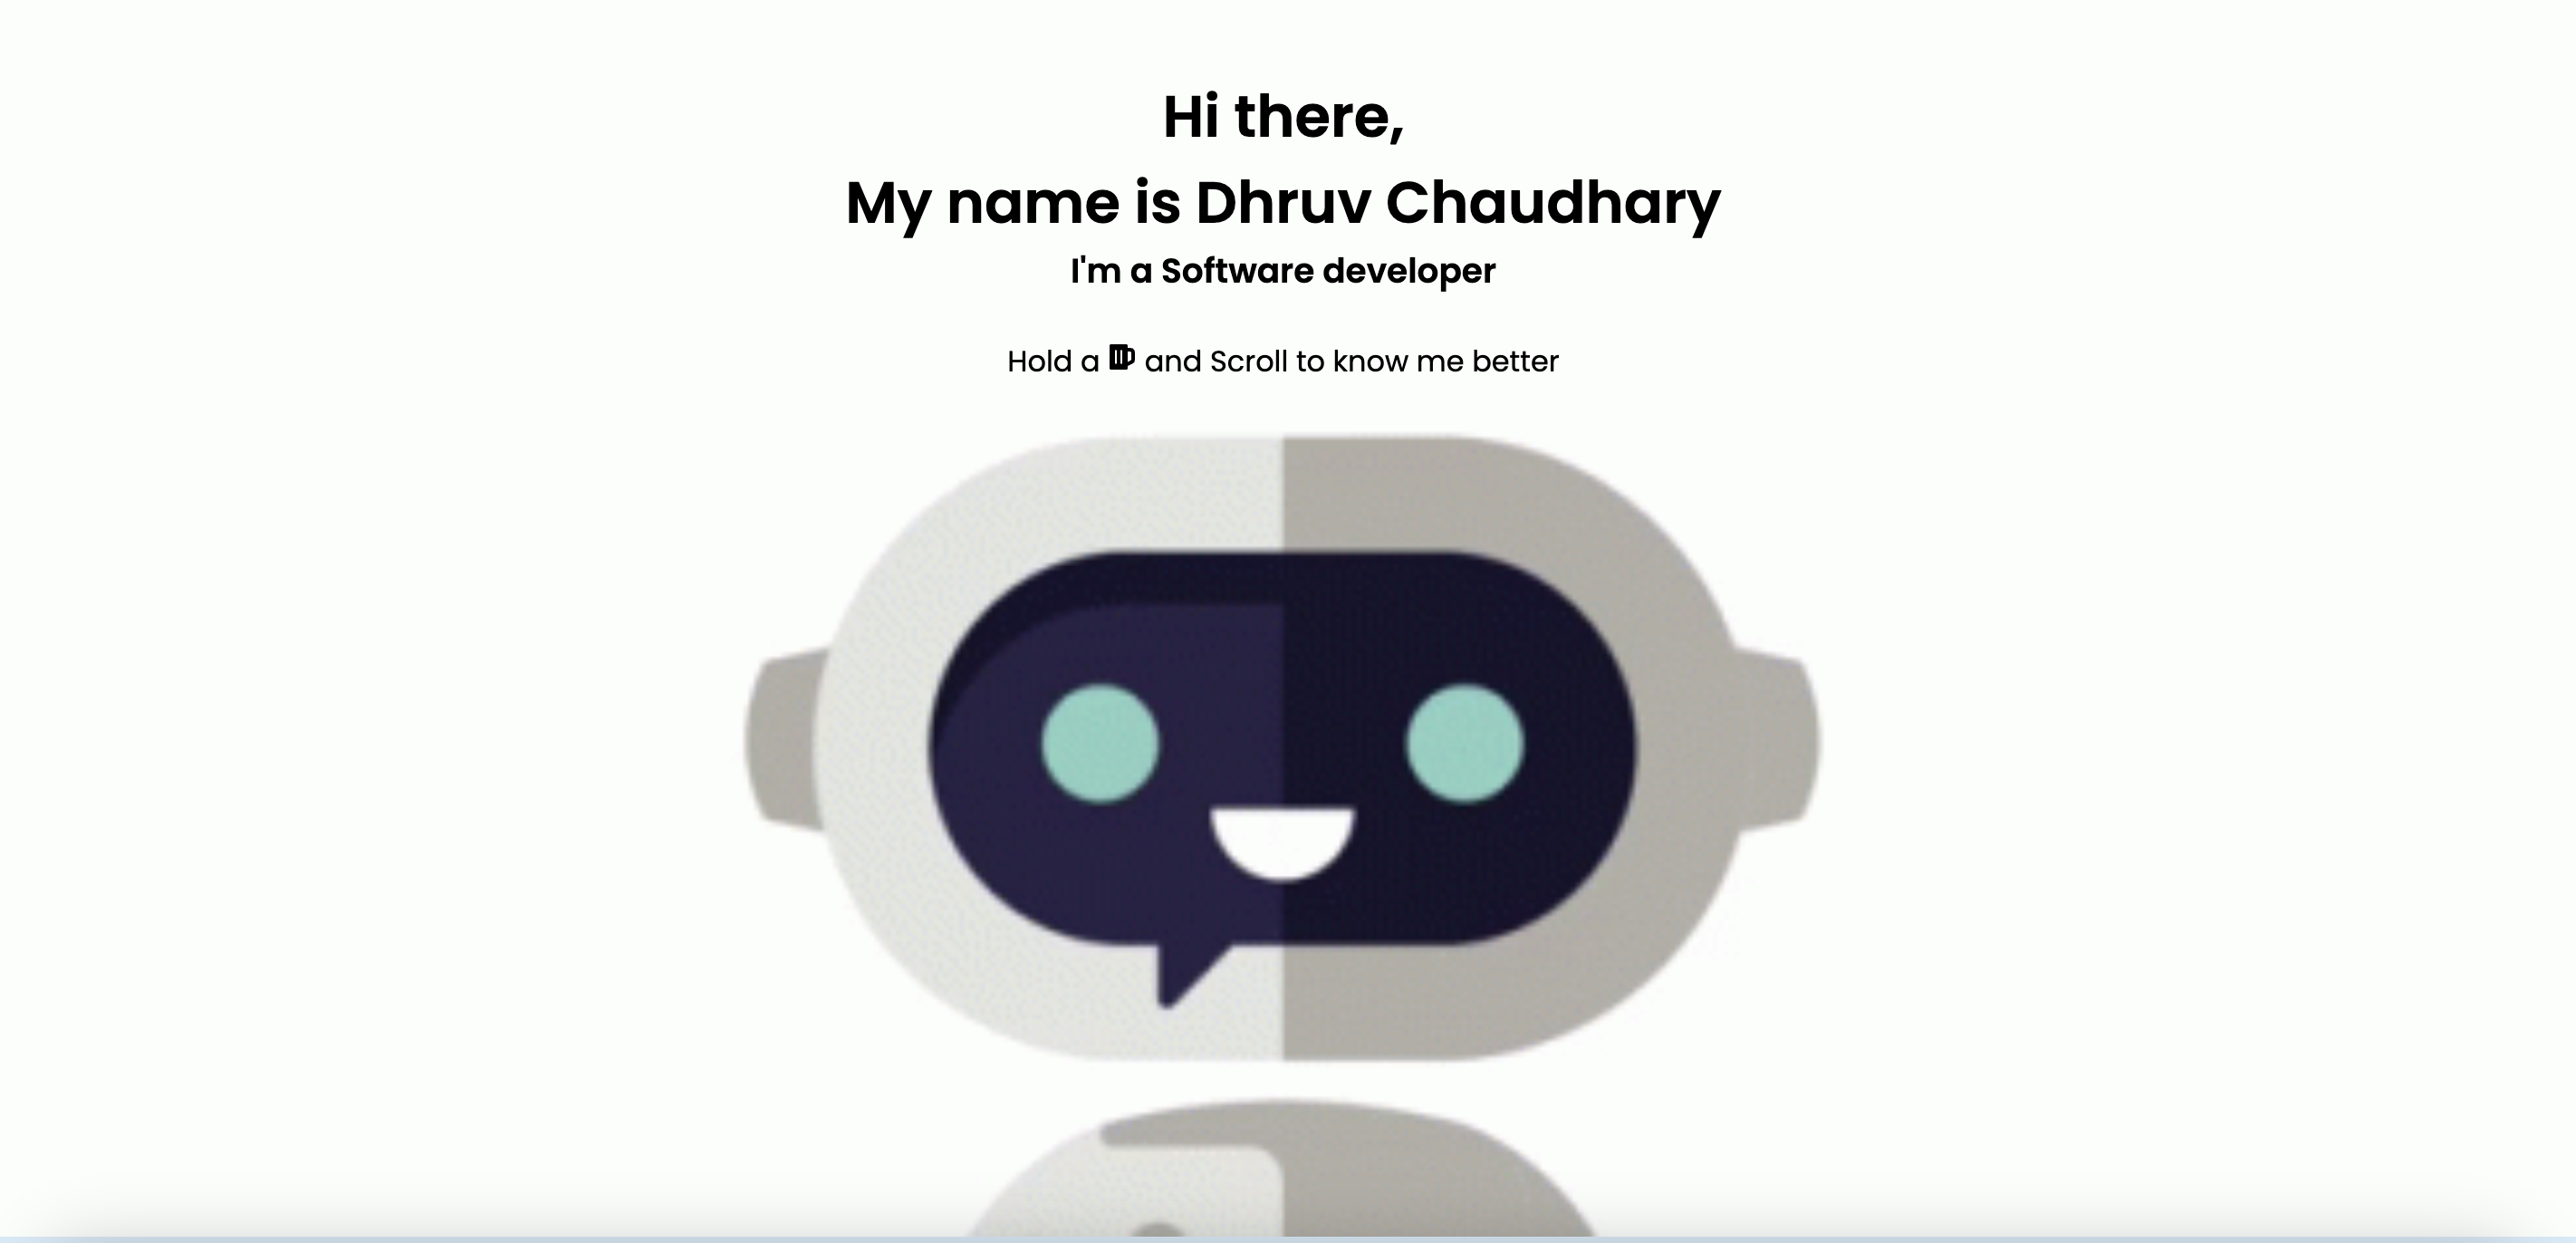 Hi there,
My name is Dhruv Chaudhary
I'm a Software developer
Hold a and Scroll to know me better